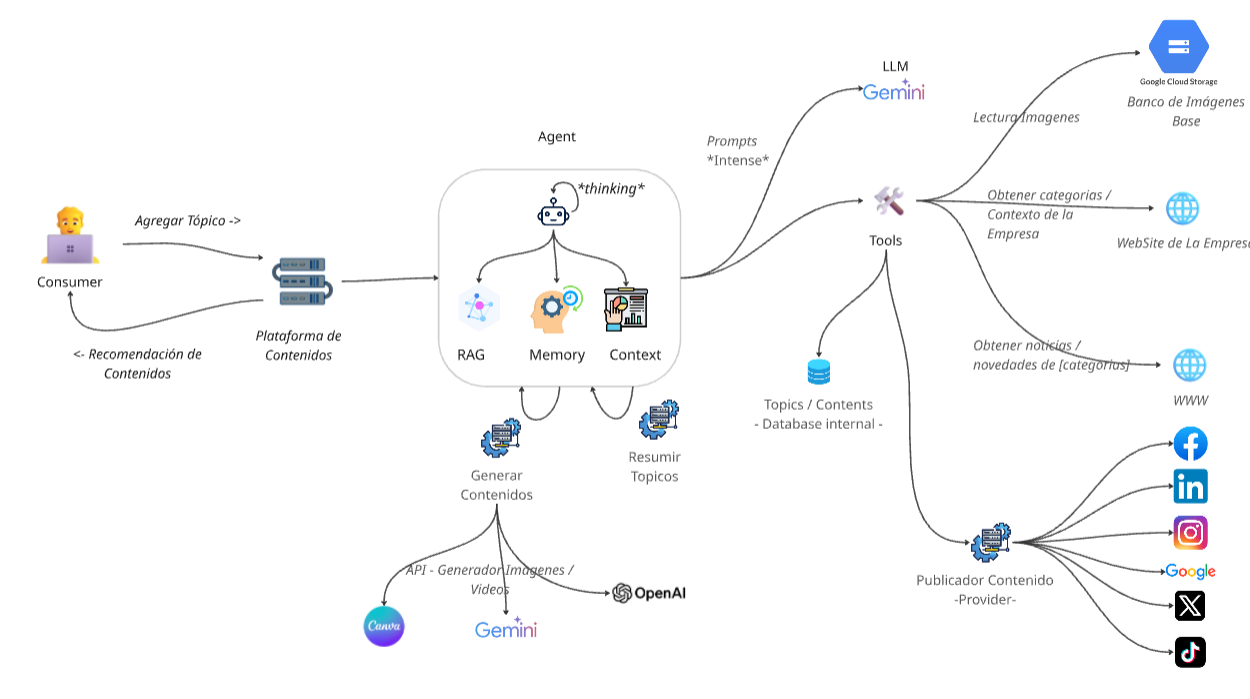 LLM
Gemini
Google Cloud Storage
Banco de Imágenes
Base
Lectura Imagenes
Prompts
*Intense*
Agent
*thinking*
Agregar Tópico ->
Consumer
<- Recomendación de
Contenidos
Plataforma de
Contenidos
RAG
Memory
Context
Tools
Obtener categorias /
Contexto de la
Empresa
WebSite de La Empres
Obtener noticias /
novedades de [categorias]
WWW
Topics / Contents
- Database internal -
Generar
Contenidos
Resumir
Topicos
API - Generador Imagenes /
Videos
Canva
Gemini
OpenAI
Publicador Contenido
-Provider-
in
Google